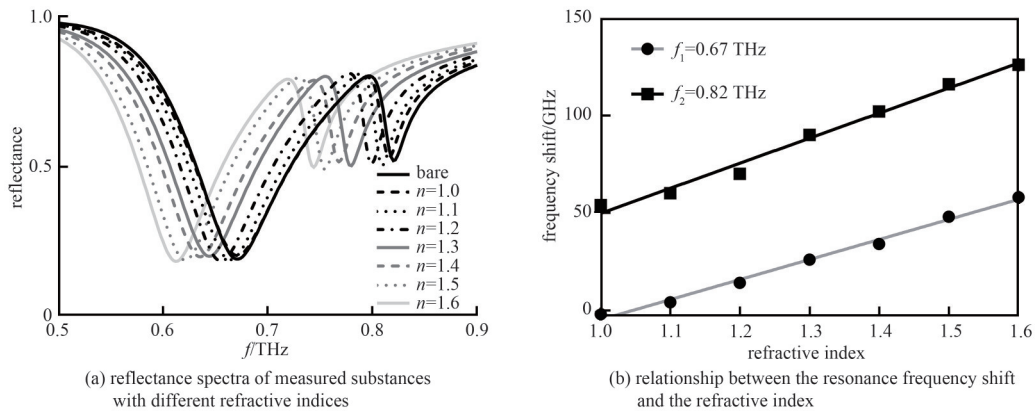 1.0
0.5
0
reflectance
bare
n=1.0
n=1.1
n=1.2
n=1.3
n=1.4
n=1.5
n=1.6
0.5 0.6 0.7 0.8 0.9
f/THz
(a) reflectance spectra of measured substances
with different refractive indices
150
100
50
0
frequency shift/GHz
f₁=0.67 THz
f₂=0.82 THz
1.0 1.1 1.2 1.3 1.4 1.5 1.6
refractive index
(b) relationship between the resonance frequency shift
and the refractive index